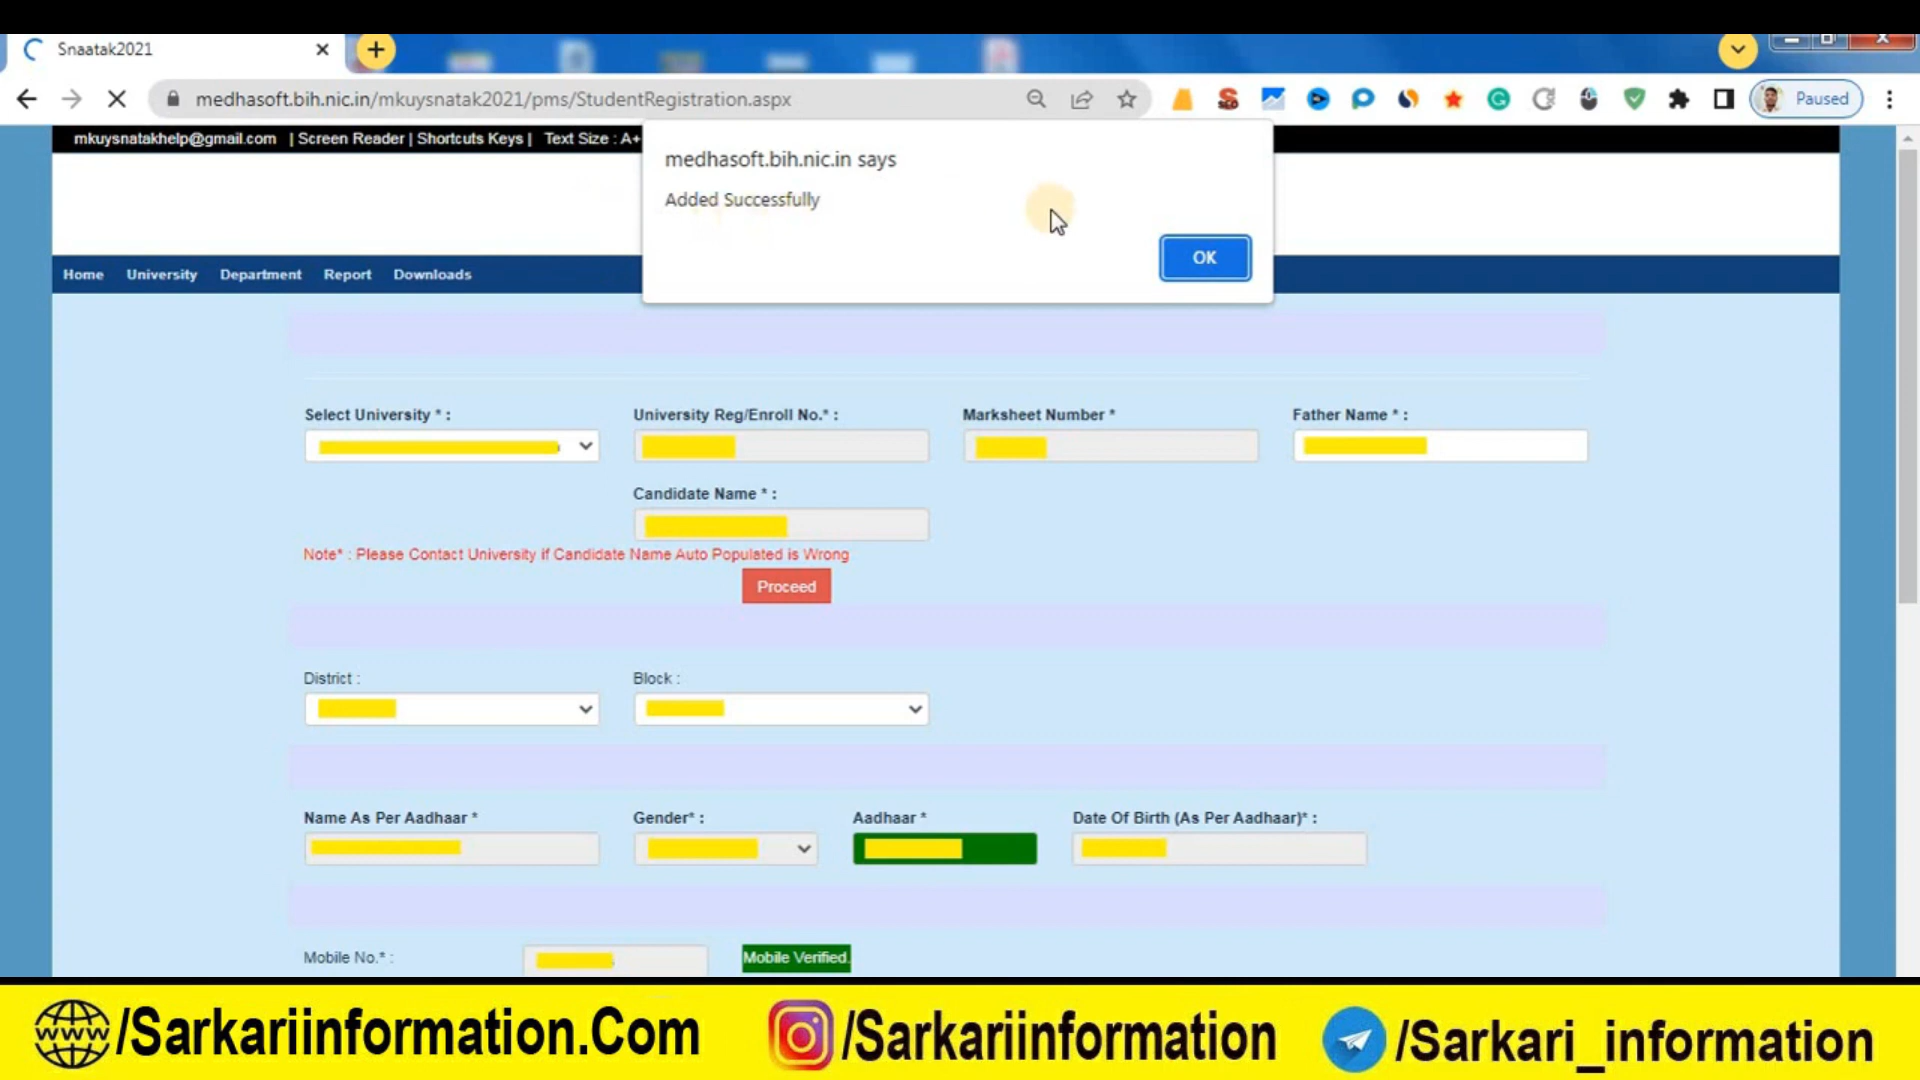 Snaatak2021
medhasoft.bih.nic.in/mkuysnatak2021/pms/StudentRegistration.aspx
Paused
mkuysnatakhelp@gmail.com | Screen Reader | Shortcuts Keys | Text Size : A+
medhasoft.bih.nic.in says
Added Successfully
OK
Home University Department Report Downloads
Select University * : University Reg/Enroll No.* : Marksheet Number * Father Name * :
Candidate Name * :
Note* : Please Contact University if Candidate Name Auto Populated is Wrong
Proceed
District : Block :
Name As Per Aadhaar * Gender* : Aadhaar * Date Of Birth (As Per Aadhaar)* :
Mobile No.* : Mobile Verified.
www /Sarkariinformation.Com /Sarkariinformation /Sarkari_information